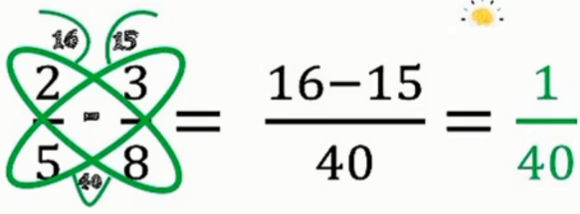 16 15
2/5 - 3/8 = (16-15)/40 = 1/40
40